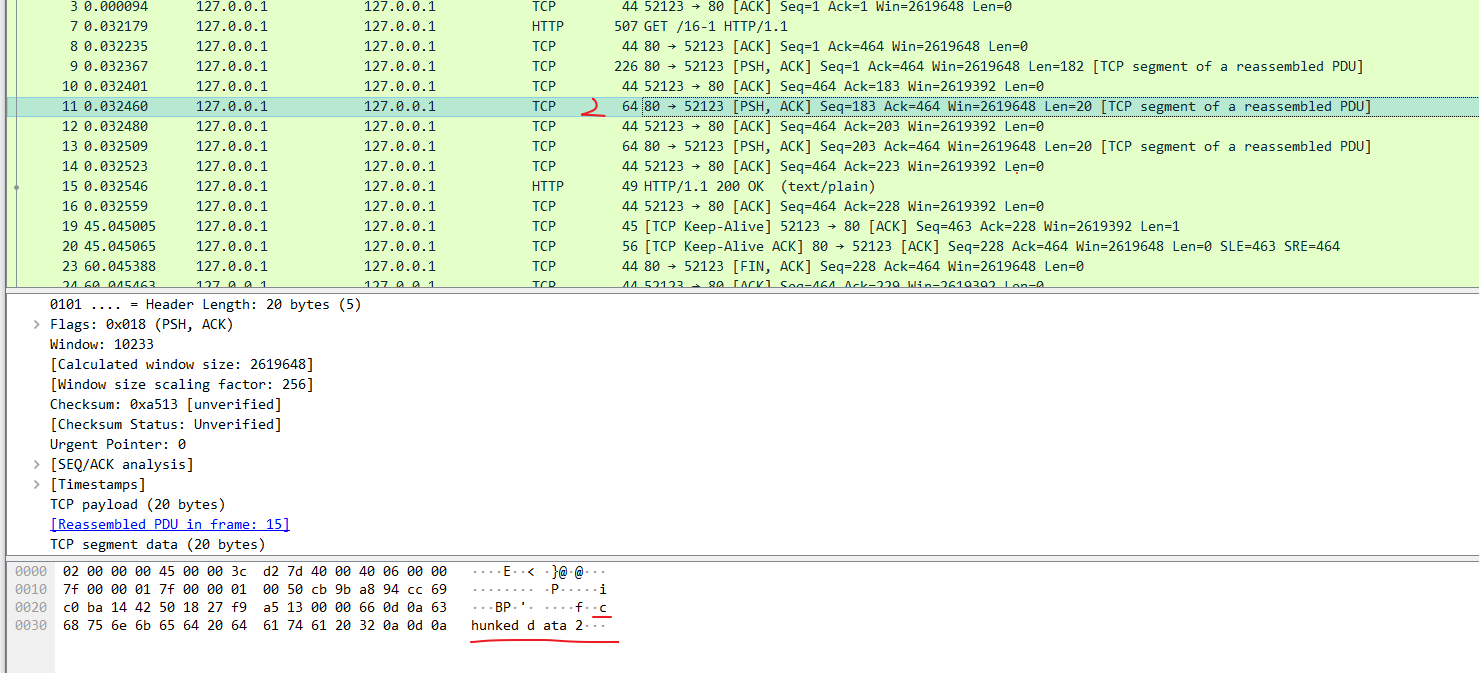 3 0.000094 127.0.0.1 127.0.0.1 TCP 44 52123 → 80 [ACK] Seq=1 Ack=1 Win=2619648 Len=0
7 0.032179 127.0.0.1 127.0.0.1 HTTP 507 GET /16-1 HTTP/1.1
8 0.032235 127.0.0.1 127.0.0.1 TCP 44 80 → 52123 [ACK] Seq=1 Ack=464 Win=2619648 Len=0
9 0.032367 127.0.0.1 127.0.0.1 TCP 226 80 → 52123 [PSH, ACK] Seq=1 Ack=464 Win=2619648 Len=182 [TCP segment of a reassembled PDU]
10 0.032401 127.0.0.1 127.0.0.1 TCP 44 52123 → 80 [ACK] Seq=464 Ack=183 Win=2619392 Len=0
11 0.032460 127.0.0.1 127.0.0.1 TCP 2 64 80 → 52123 [PSH, ACK] Seq=183 Ack=464 Win=2619648 Len=20 [TCP segment of a reassembled PDU]
12 0.032480 127.0.0.1 127.0.0.1 TCP 44 52123 → 80 [ACK] Seq=464 Ack=203 Win=2619392 Len=0
13 0.032509 127.0.0.1 127.0.0.1 TCP 64 80 → 52123 [PSH, ACK] Seq=203 Ack=464 Win=2619648 Len=20 [TCP segment of a reassembled PDU]
14 0.032523 127.0.0.1 127.0.0.1 TCP 44 52123 → 80 [ACK] Seq=464 Ack=223 Win=2619392 Len=0
15 0.032546 127.0.0.1 127.0.0.1 HTTP 49 HTTP/1.1 200 OK (text/plain)
16 0.032559 127.0.0.1 127.0.0.1 TCP 44 52123 → 80 [ACK] Seq=464 Ack=228 Win=2619392 Len=0
19 45.045005 127.0.0.1 127.0.0.1 TCP 45 [TCP Keep-Alive] 52123 → 80 [ACK] Seq=463 Ack=228 Win=2619392 Len=1
20 45.045065 127.0.0.1 127.0.0.1 TCP 56 [TCP Keep-Alive ACK] 80 → 52123 [ACK] Seq=228 Ack=464 Win=2619648 Len=0 SLE=463 SRE=464
23 60.045388 127.0.0.1 127.0.0.1 TCP 44 80 → 52123 [FIN, ACK] Seq=228 Ack=464 Win=2619648 Len=0
24 60.045463 127.0.0.1 127.0.0.1 TCP 44 52123 → 80 [ACK] Seq=464 Ack=229 Win=2619392 Len=0
0101 .... = Header Length: 20 bytes (5)
Flags: 0x018 (PSH, ACK)
Window: 10233
[Calculated window size: 2619648]
[Window size scaling factor: 256]
Checksum: 0xa513 [unverified]
[Checksum Status: Unverified]
Urgent Pointer: 0
[SEQ/ACK analysis]
[Timestamps]
TCP payload (20 bytes)
[Reassembled PDU in frame: 15]
TCP segment data (20 bytes)
0000 02 00 00 00 45 00 00 3c d2 7d 40 00 40 06 00 00 ····E··< ·}@·@···
0010 7f 00 00 01 7f 00 00 01 00 50 cb 9b a8 94 cc 69 ········ ·P·····i
0020 c0 ba 14 42 50 18 27 f9 a5 13 00 00 66 0d 0a 63 ···BP·'· ····f··c
0030 68 75 6e 6b 65 64 20 64 61 74 61 20 32 0a 0d 0a hunked d ata 2···